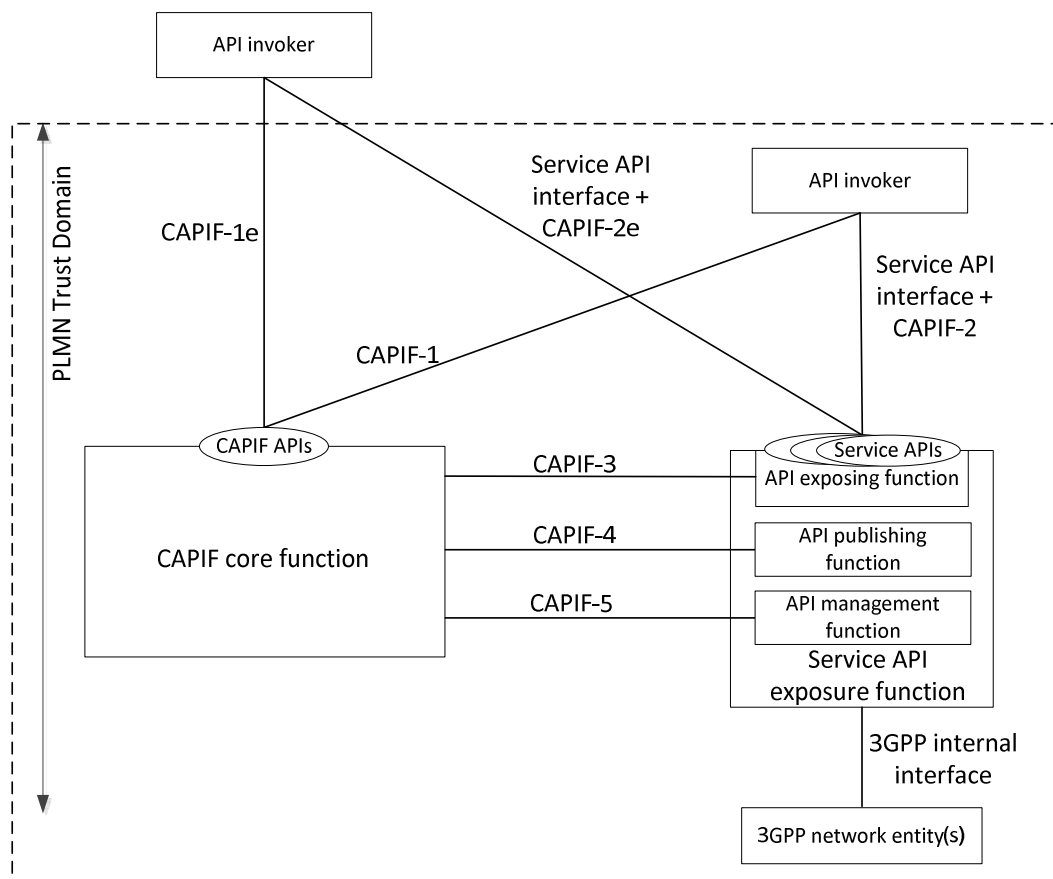 API invoker
PLMN Trust Domain
CAPIF-1e
Service API
interface +
CAPIF-2e
API invoker
Service API
interface +
CAPIF-2
CAPIF-1
CAPIF APIs
Service APIs
CAPIF core function
CAPIF-3
API exposing function
CAPIF-4
API publishing
function
CAPIF-5
API management
function
Service API
exposure function
3GPP internal
interface
3GPP network entity(s)